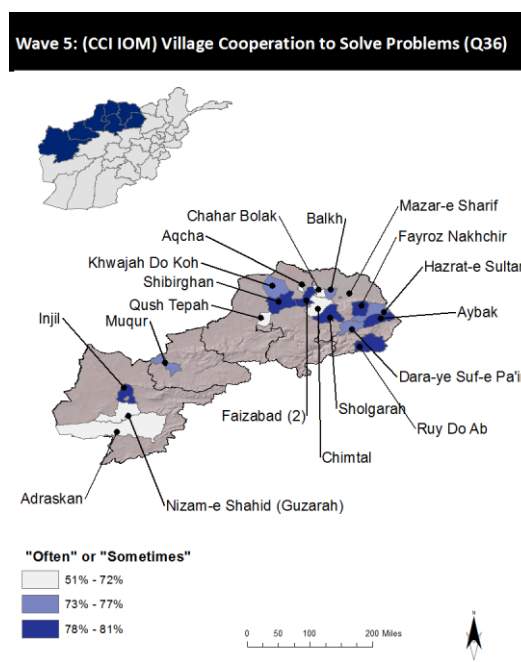 Wave 5: (CCI IOM) Village Cooperation to Solve Problems (Q36)
Mazar-e Sharif
Chahar Bolak
Balkh
Aqcha
Fayroz Nakhchir
Khwajah Do Koh
Hazrat-e Sultan
Shibirghan
Qush Tepah
Aybak
Injil
Muqur
Dara-ye Suf-e Pa'in
Faizabad (2)
Sholgarah
Ruy Do Ab
Chimtal
Adraskan
Nizam-e Shahid (Guzarah)
"Often" or "Sometimes"
51% - 72%
73% - 77%
78% - 81%
0 50 100 200 Miles
N